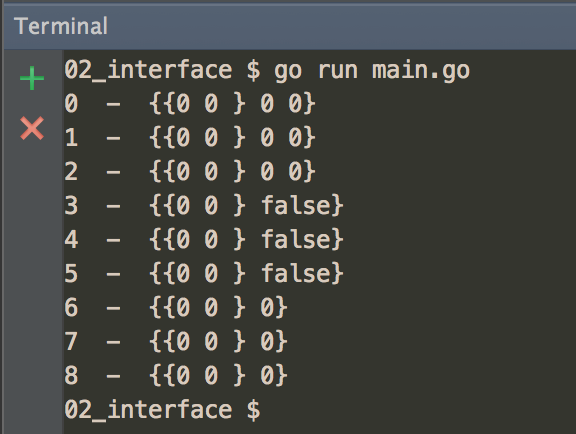 Terminal
02_interface $ go run main.go
0  –  {{0 0 } 0 0}
1  –  {{0 0 } 0 0}
2  –  {{0 0 } 0 0}
3  –  {{0 0 } false}
4  –  {{0 0 } false}
5  –  {{0 0 } false}
6  –  {{0 0 } 0}
7  –  {{0 0 } 0}
8  –  {{0 0 } 0}
02_interface $